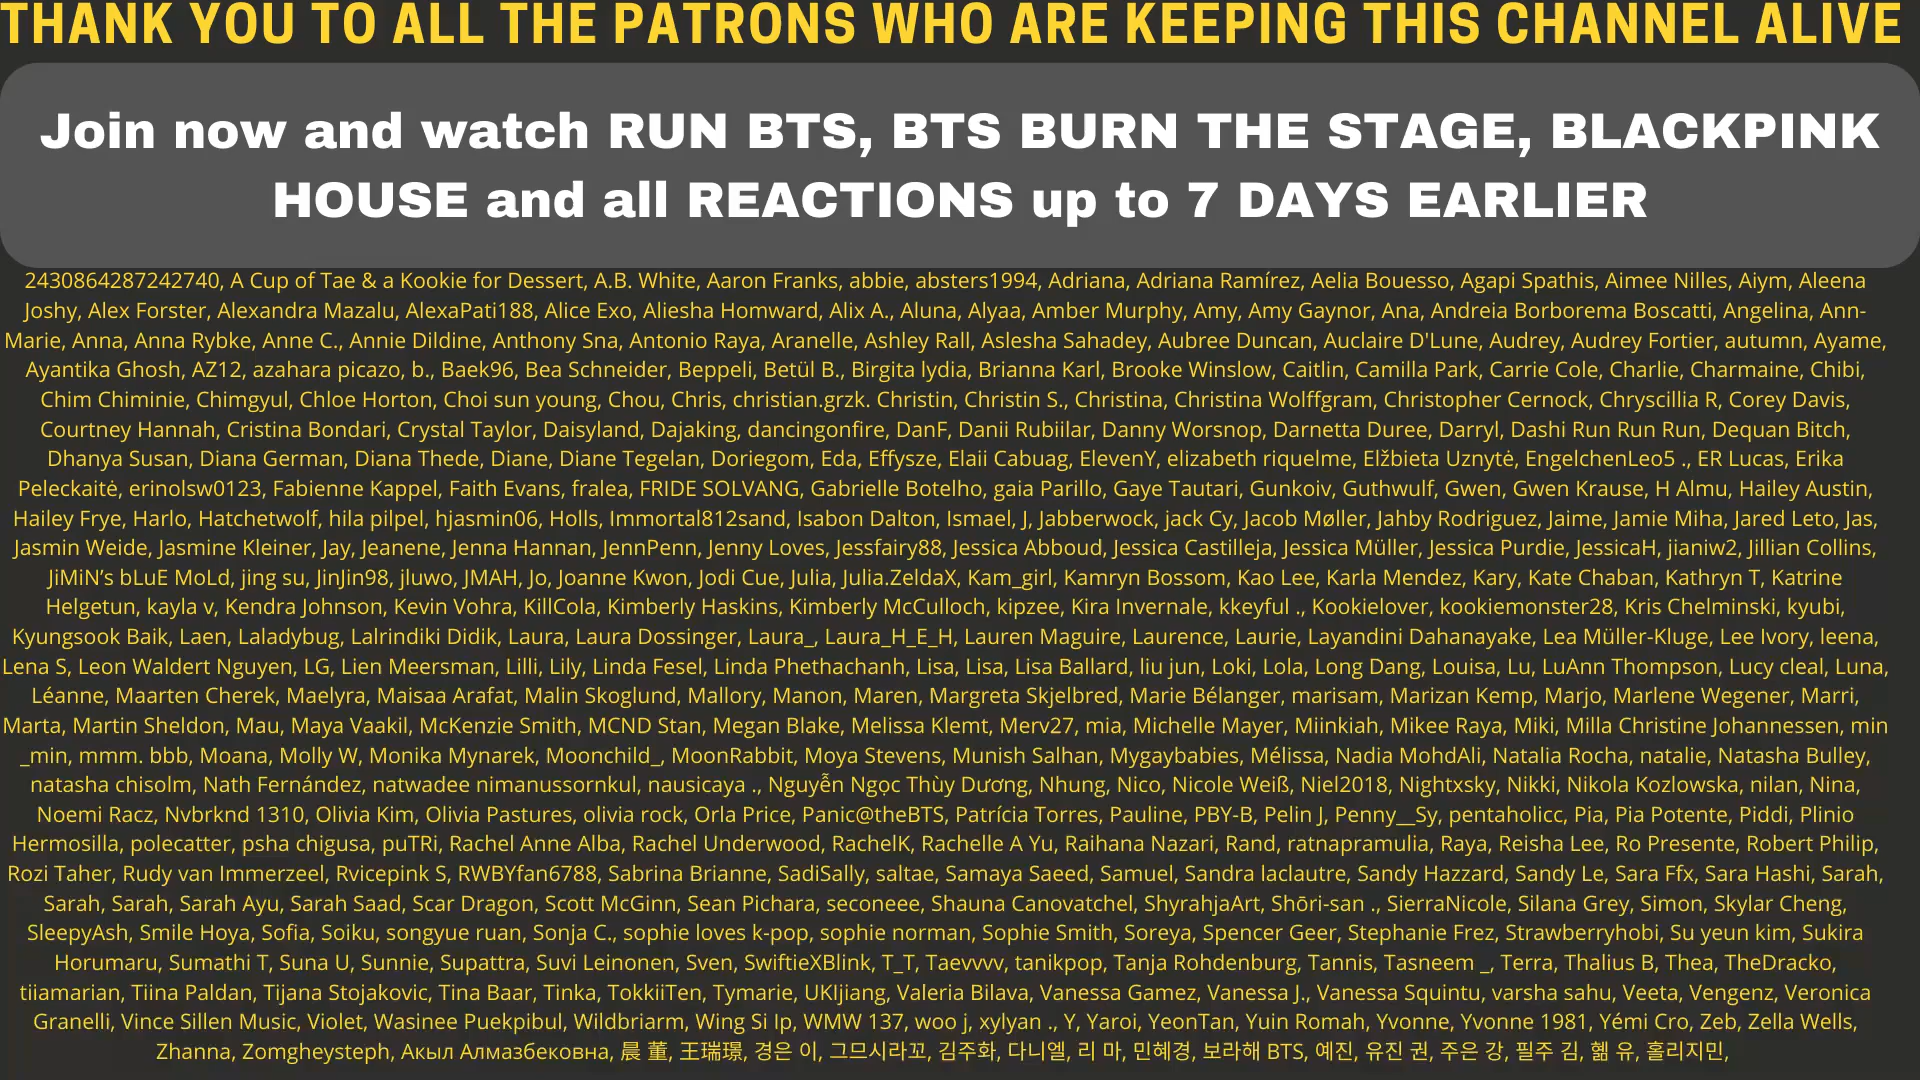 THANK YOU TO ALL THE PATRONS WHO ARE KEEPING THIS CHANNEL ALIVE
Join now and watch RUN BTS, BTS BURN THE STAGE, BLACKPINK
HOUSE and all REACTIONS up to 7 DAYS EARLIER
2430864287242740, A Cup of Tae & a Kookie for Dessert, A.B. White, Aaron Franks, abbie, absters1994, Adriana, Adriana Ramírez, Aelia Bouesso, Agapi Spathis, Aimee Nilles, Aiym, Aleena
Joshy, Alex Forster, Alexandra Mazalu, AlexaPati188, Alice Exo, Aliesha Homward, Alix A., Aluna, Alyaa, Amber Murphy, Amy, Amy Gaynor, Ana, Andreia Borborema Boscatti, Angelina, Ann-
Marie, Anna, Anna Rybke, Anne C., Annie Dildine, Anthony Sna, Antonio Raya, Aranelle, Ashley Rall, Aslesha Sahadey, Aubree Duncan, Auclaire D'Lune, Audrey, Audrey Fortier, autumn, Ayame,
Ayantika Ghosh, AZ12, azahara picazo, b., Baek96, Bea Schneider, Beppeli, Betül B., Birgita lydia, Brianna Karl, Brooke Winslow, Caitlin, Camilla Park, Carrie Cole, Charlie, Charmaine, Chibi,
Chim Chiminie, Chimgyul, Chloe Horton, Choi sun young, Chou, Chris, christian.grzk. Christin, Christin S., Christina, Christina Wolffgram, Christopher Cernock, Chryscillia R, Corey Davis,
Courtney Hannah, Cristina Bondari, Crystal Taylor, Daisyland, Dajaking, dancingonfire, DanF, Danii Rubiilar, Danny Worsnop, Darnetta Duree, Darryl, Dashi Run Run Run, Dequan Bitch,
Dhanya Susan, Diana German, Diana Thede, Diane, Diane Tegelan, Doriegom, Eda, Effysze, Elaii Cabuag, ElevenY, elizabeth riquelme, Elžbieta Uznytė, EngelchenLeo5 ., ER Lucas, Erika
Peleckaitė, erinolsw0123, Fabienne Kappel, Faith Evans, fralea, FRIDE SOLVANG, Gabrielle Botelho, gaia Parillo, Gaye Tautari, Gunkoiv, Guthwulf, Gwen, Gwen Krause, H Almu, Hailey Austin,
Hailey Frye, Harlo, Hatchetwolf, hila pilpel, hjasmin06, Holls, Immortal812sand, Isabon Dalton, Ismael, J, Jabberwock, jack Cy, Jacob Møller, Jahby Rodriguez, Jaime, Jamie Miha, Jared Leto, Jas,
Jasmin Weide, Jasmine Kleiner, Jay, Jeanene, Jenna Hannan, JennPenn, Jenny Loves, Jessfairy88, Jessica Abboud, Jessica Castilleja, Jessica Müller, Jessica Purdie, JessicaH, jianiw2, Jillian Collins,
JiMiN’s bLuE MoLd, jing su, JinJin98, jluwo, JMAH, Jo, Joanne Kwon, Jodi Cue, Julia, Julia.ZeldaX, Kam_girl, Kamryn Bossom, Kao Lee, Karla Mendez, Kary, Kate Chaban, Kathryn T, Katrine
Helgetun, kayla v, Kendra Johnson, Kevin Vohra, KillCola, Kimberly Haskins, Kimberly McCulloch, kipzee, Kira Invernale, kkeyful ., Kookielover, kookiemonster28, Kris Chelminski, kyubi,
Kyungsook Baik, Laen, Laladybug, Lalrindiki Didik, Laura, Laura Dossinger, Laura_, Laura_H_E_H, Lauren Maguire, Laurence, Laurie, Layandini Dahanayake, Lea Müller-Kluge, Lee Ivory, leena,
Lena S, Leon Waldert Nguyen, LG, Lien Meersman, Lilli, Lily, Linda Fesel, Linda Phethachanh, Lisa, Lisa, Lisa Ballard, liu jun, Loki, Lola, Long Dang, Louisa, Lu, LuAnn Thompson, Lucy cleal, Luna,
Léanne, Maarten Cherek, Maelyra, Maisaa Arafat, Malin Skoglund, Mallory, Manon, Maren, Margreta Skjelbred, Marie Bélanger, marisam, Marizan Kemp, Marjo, Marlene Wegener, Marri,
Marta, Martin Sheldon, Mau, Maya Vaakil, McKenzie Smith, MCND Stan, Megan Blake, Melissa Klemt, Merv27, mia, Michelle Mayer, Miinkiah, Mikee Raya, Miki, Milla Christine Johannessen, min
_min, mmm. bbb, Moana, Molly W, Monika Mynarek, Moonchild_, MoonRabbit, Moya Stevens, Munish Salhan, Mygaybabies, Mélissa, Nadia MohdAli, Natalia Rocha, natalie, Natasha Bulley,
natasha chisolm, Nath Fernández, natwadee nimanussornkul, nausicaya ., Nguyễn Ngọc Thùy Dương, Nhung, Nico, Nicole Weiß, Niel2018, Nightxsky, Nikki, Nikola Kozlowska, nilan, Nina,
Noemi Racz, Nvbrknd 1310, Olivia Kim, Olivia Pastures, olivia rock, Orla Price, Panic@theBTS, Patrícia Torres, Pauline, PBY-B, Pelin J, Penny__Sy, pentaholicc, Pia, Pia Potente, Piddi, Plinio
Hermosilla, polecatter, psha chigusa, puTRi, Rachel Anne Alba, Rachel Underwood, RachelK, Rachelle A Yu, Raihana Nazari, Rand, ratnapramulia, Raya, Reisha Lee, Ro Presente, Robert Philip,
Rozi Taher, Rudy van Immerzeel, Rvicepink S, RWBYfan6788, Sabrina Brianne, SadiSally, saltae, Samaya Saeed, Samuel, Sandra laclautre, Sandy Hazzard, Sandy Le, Sara Ffx, Sara Hashi, Sarah,
Sarah, Sarah, Sarah Ayu, Sarah Saad, Scar Dragon, Scott McGinn, Sean Pichara, seconeee, Shauna Canovatchel, ShyrahjaArt, Shōri-san ., SierraNicole, Silana Grey, Simon, Skylar Cheng,
SleepyAsh, Smile Hoya, Sofia, Soiku, songyue ruan, Sonja C., sophie loves k-pop, sophie norman, Sophie Smith, Soreya, Spencer Geer, Stephanie Frez, Strawberryhobi, Su yeun kim, Sukira
Horumaru, Sumathi T, Suna U, Sunnie, Supattra, Suvi Leinonen, Sven, SwiftieXBlink, T_T, Taevvvv, tanikpop, Tanja Rohdenburg, Tannis, Tasneem _, Terra, Thalius B, Thea, TheDracko,
tiiamarian, Tiina Paldan, Tijana Stojakovic, Tina Baar, Tinka, TokkiiTen, Tymarie, UKIjiang, Valeria Bilava, Vanessa Gamez, Vanessa J., Vanessa Squintu, varsha sahu, Veeta, Vengenz, Veronica
Granelli, Vince Sillen Music, Violet, Wasinee Puekpibul, Wildbriarm, Wing Si Ip, WMW 137, woo j, xylyan ., Y, Yaroi, YeonTan, Yuin Romah, Yvonne, Yvonne 1981, Yémi Cro, Zeb, Zella Wells,
Zhanna, Zomgheysteph, Акыл Алмазбековна, 晨 董, 王瑞璟, 경은 이, 그므시라꼬, 김주화, 다니엘, 리 마, 민혜경, 보라해 BTS, 예진, 유진 권, 주은 강, 필주 김, 헮 유, 홀리지민,